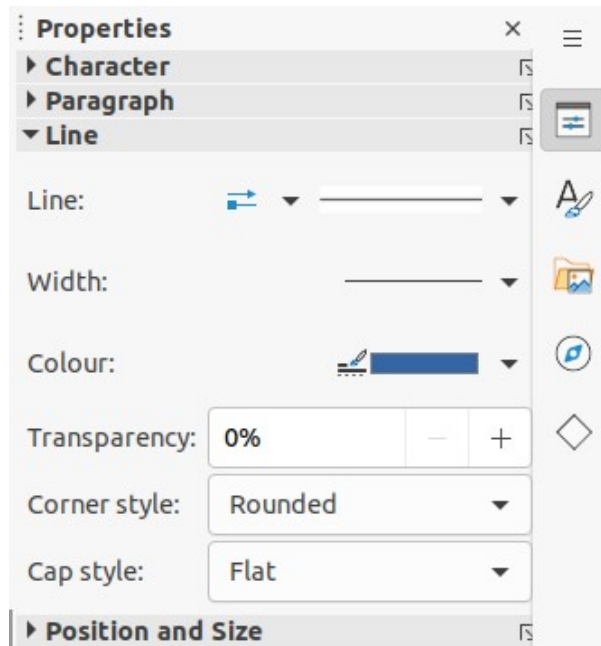 Properties
Character
Paragraph
Line
Line:
Width:
Colour:
Transparency: 0%
Corner style: Rounded
Cap style: Flat
Position and Size